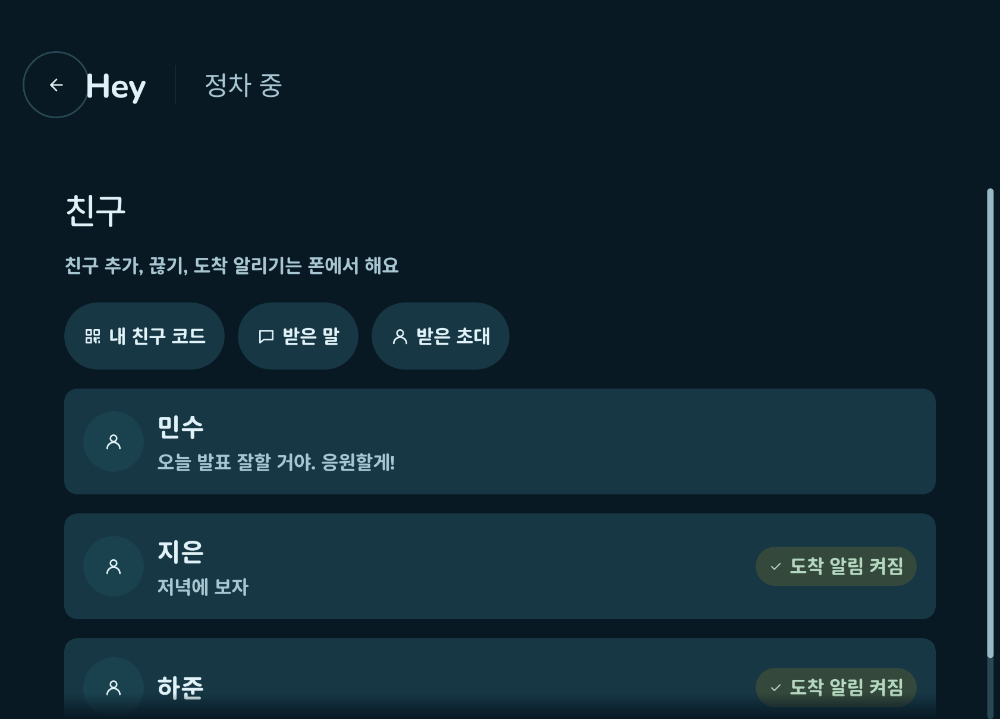 Hey
정차 중
친구
친구 추가, 끊기, 도착 알리기는 폰에서 해요
내 친구 코드
받은 말
받은 초대
민수
오늘 발표 잘할 거야. 응원할게!
지은
저녁에 보자
도착 알림 켜짐
하준
도착 알림 켜짐